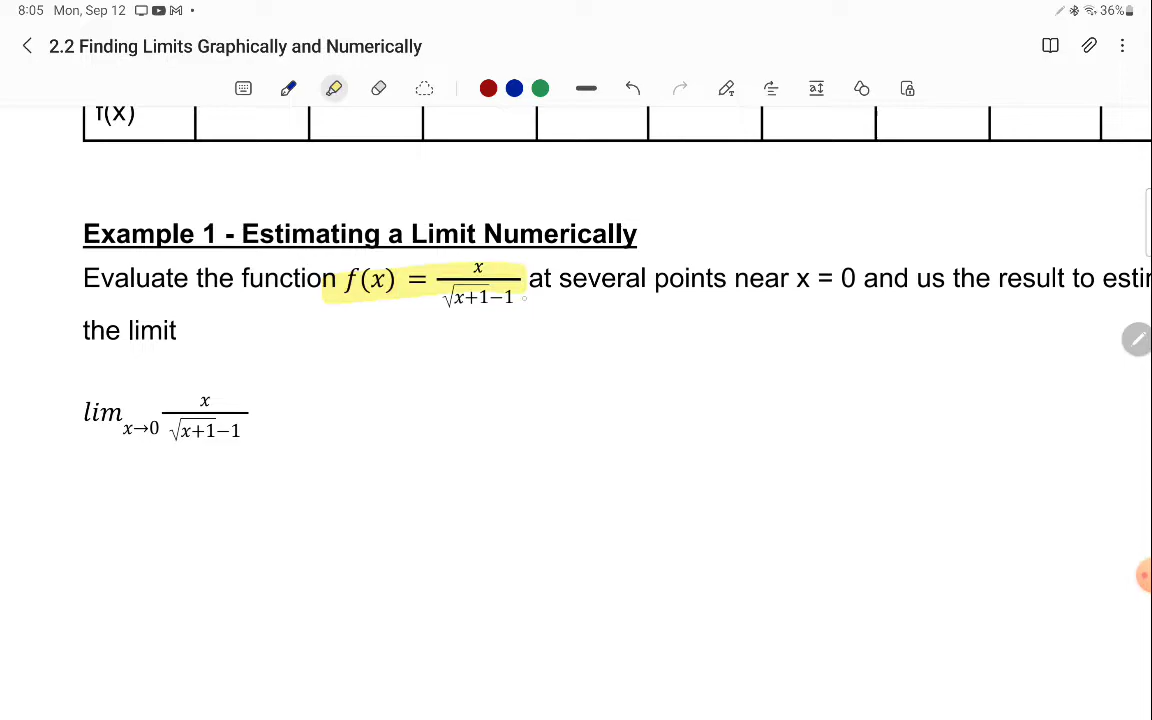 8:05 Mon, Sep 12 • 36%
2.2 Finding Limits Graphically and Numerically
f(x)
Example 1 - Estimating a Limit Numerically
Evaluate the function f(x) = x/(√(x+1)−1) at several points near x = 0 and us the result to
the limit
lim x→0 x/(√(x+1)−1)